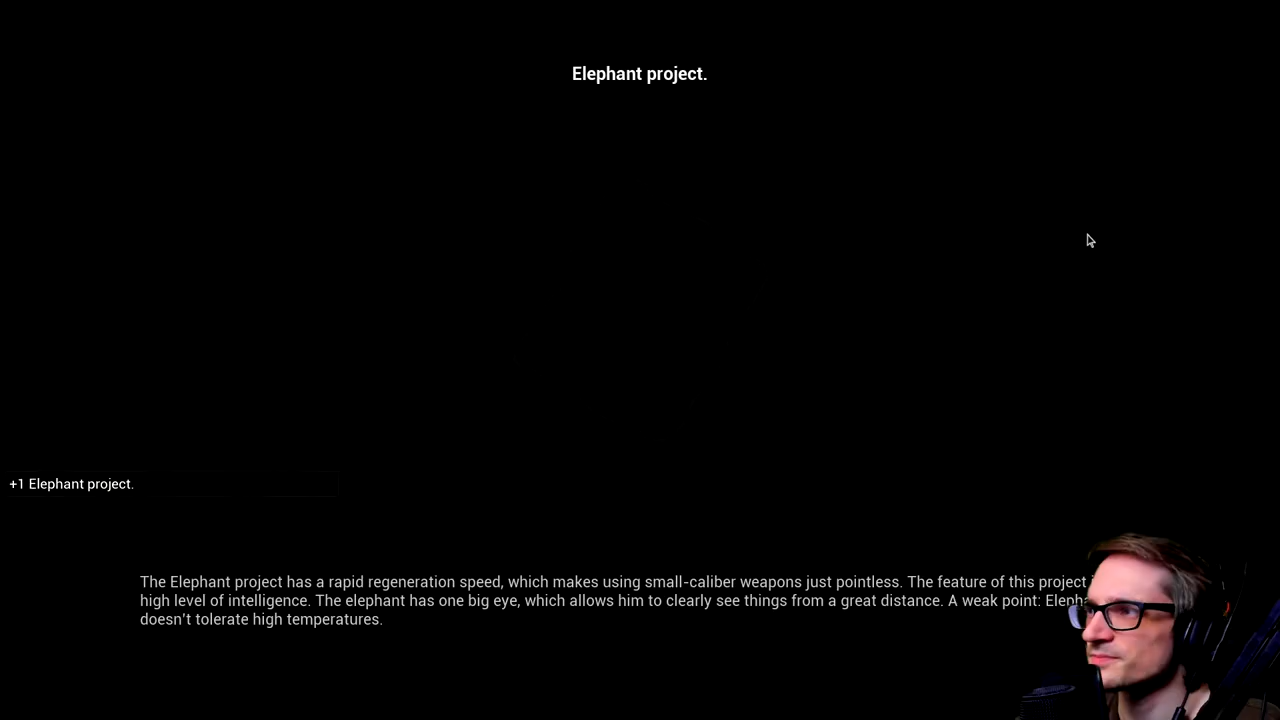 Elephant project.
+1 Elephant project.
The Elephant project has a rapid regeneration speed, which makes using small-caliber weapons just pointless. The feature of this project
high level of intelligence. The elephant has one big eye, which allows him to clearly see things from a great distance. A weak point:
doesn't tolerate high temperatures.